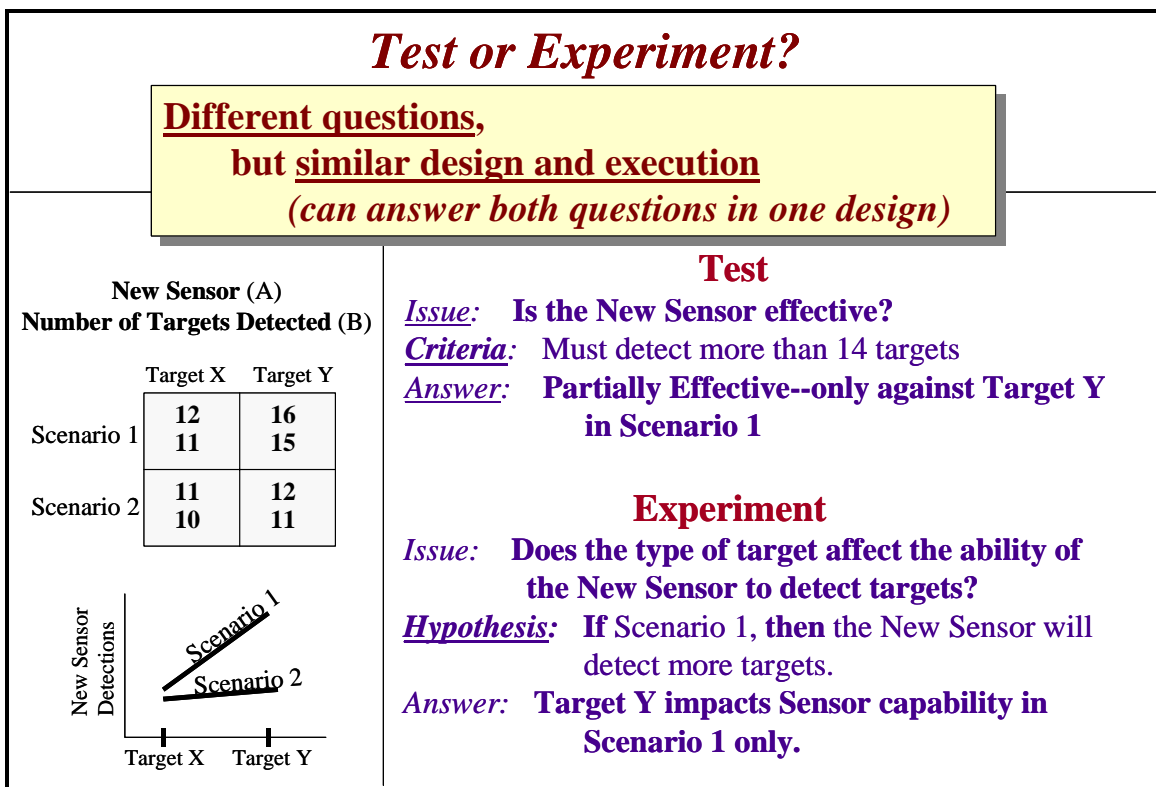 Test or Experiment?
Different questions,
but similar design and execution
(can answer both questions in one design)
New Sensor (A)
Number of Targets Detected (B)
Target X Target Y
Scenario 1
12 16
11 15
Scenario 2
11 12
10 11
New Sensor
Detections
Scenario 1
Scenario 2
Target X Target Y
Test
Issue: Is the New Sensor effective?
Criteria: Must detect more than 14 targets
Answer: Partially Effective--only against Target Y
in Scenario 1
Experiment
Issue: Does the type of target affect the ability of
the New Sensor to detect targets?
Hypothesis: If Scenario 1, then the New Sensor will
detect more targets.
Answer: Target Y impacts Sensor capability in
Scenario 1 only.